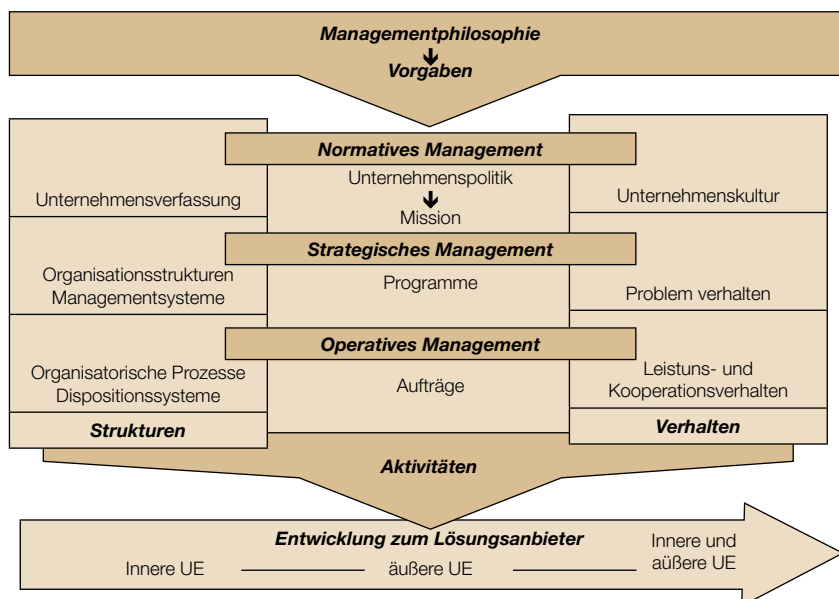 Managementphilosophie
Vorgaben
Normatives Management
Unternehmensverfassung
Unternehmenspolitik
Mission
Unternehmenskultur
Strategisches Management
Organisationsstrukturen
Managementsysteme
Programme
Problem verhalten
Operatives Management
Organisatorische Prozesse
Dispositionssysteme
Aufträge
Leistuns- und
Kooperationsverhalten
Strukturen
Verhalten
Aktivitäten
Entwicklung zum Lösungsanbieter
Innere UE
äußere UE
Innere und
aüßere UE